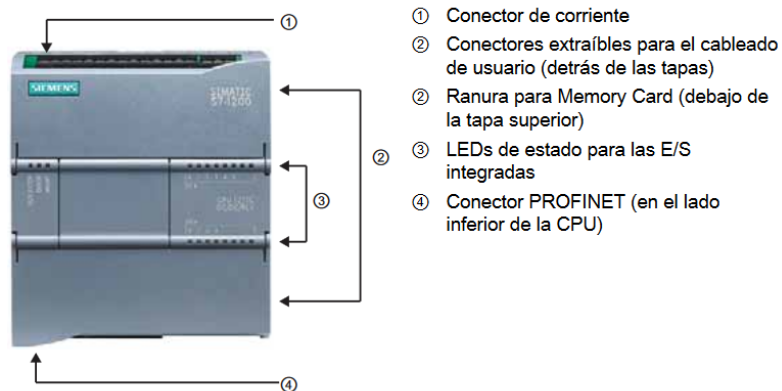 ①
SIEMENS
SIMATIC
S7-1200
②
③
④
① Conector de corriente
② Conectores extraíbles para el cableado
de usuario (detrás de las tapas)
② Ranura para Memory Card (debajo de
la tapa superior)
③ LEDs de estado para las E/S
integradas
④ Conector PROFINET (en el lado
inferior de la CPU)